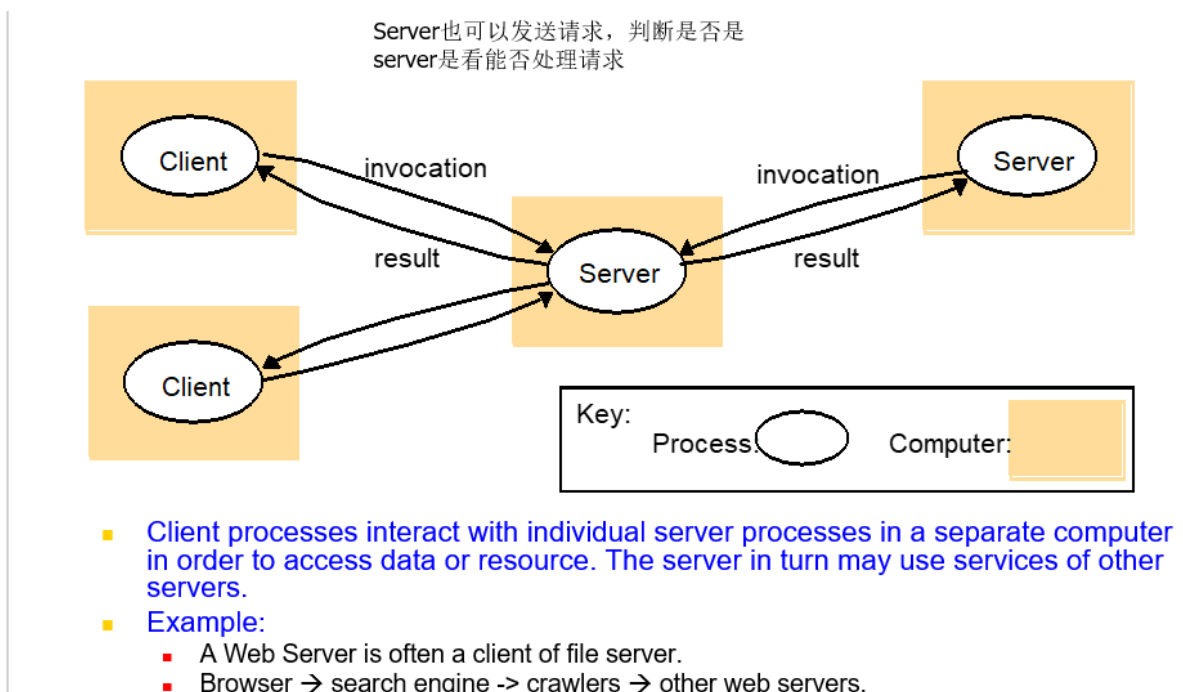 Server也可以发送请求，判断是否是
server是看能否处理请求
Client
invocation
invocation
Server
result
Server
result
Client
Key:
Process:
Computer:
Client processes interact with individual server processes in a separate computer
in order to access data or resource. The server in turn may use services of other
servers.
Example:
A Web Server is often a client of file server.
Browser → search engine -> crawlers → other web servers.